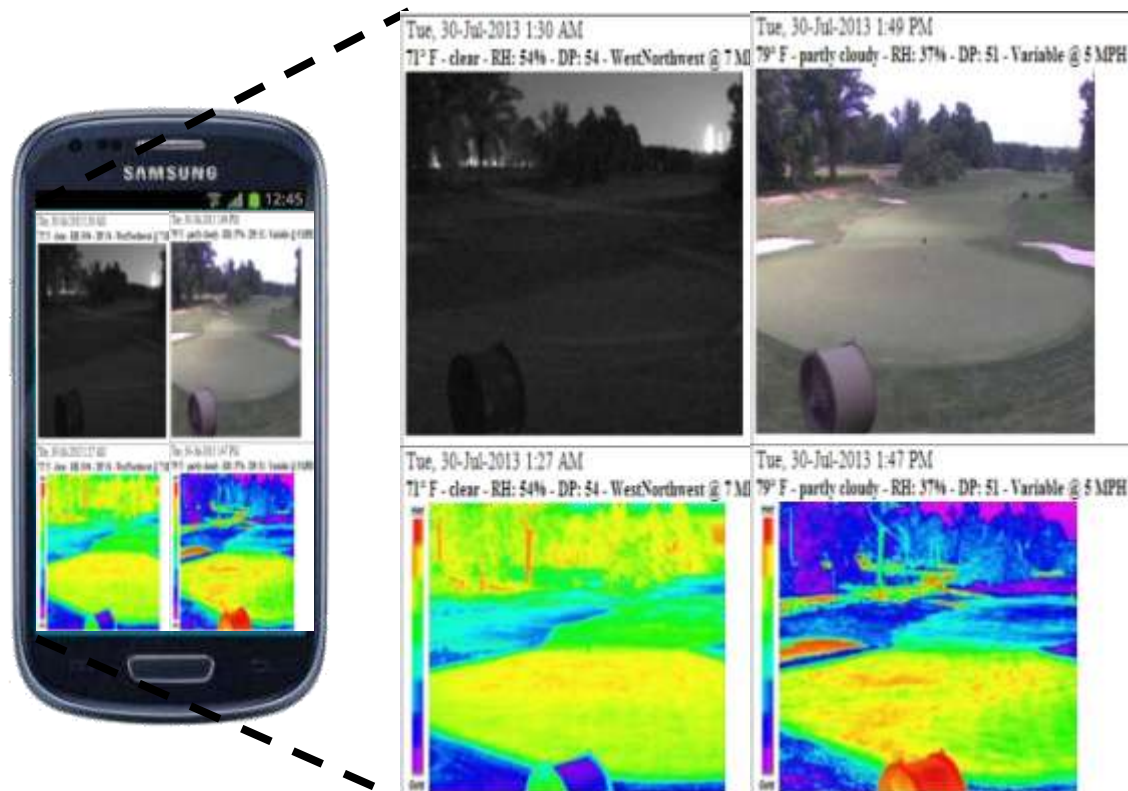 SAMSUNG
12:45
Tue, 30-Jul-2013 1:30 AM
71° F - clear - RH: 54% - DP: 54 - WestNorthwest @ 7 M
Tue, 30-Jul-2013 1:49 PM
79° F - partly cloudy - RH: 37% - DP: 51 - Variable @ 5 MPH
Tue, 30-Jul-2013 1:27 AM
71° F - clear - RH: 54% - DP: 54 - WestNorthwest @ 7 M
Tue, 30-Jul-2013 1:47 PM
79° F - partly cloudy - RH: 37% - DP: 51 - Variable @ 5 MPH